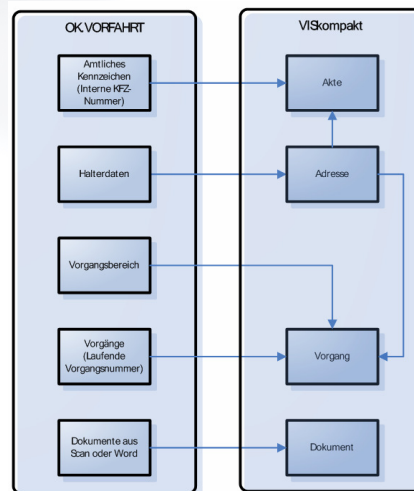 OK.VORFAHRT
Amtliches
Kennzeichen
(Interne KFZ-
Nummer)
Halterdaten
Vorgangsbereich
Vorgänge
(Laufende
Vorgangsnummer)
Dokumente aus
Scan oder Word
VISkompakt
Akte
Adresse
Vorgang
Dokument